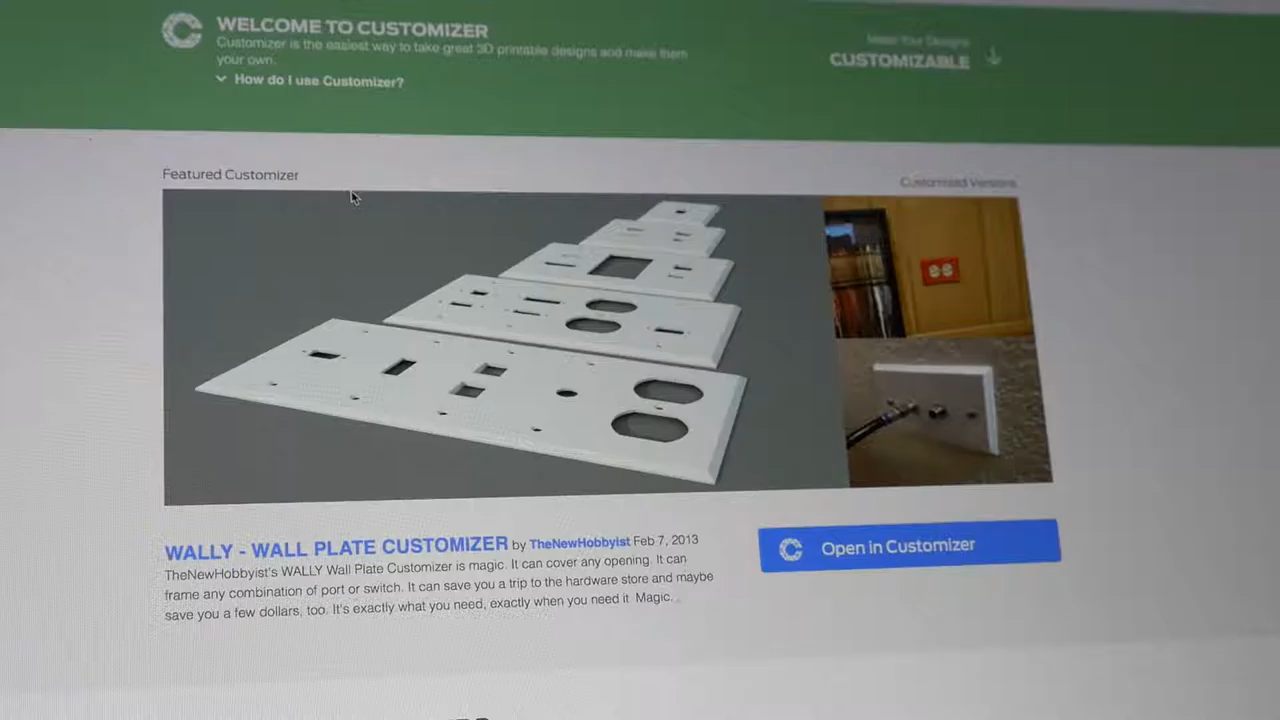 WELCOME TO CUSTOMIZER
Customizer is the easiest way to take great 3D printable designs and make them
your own.
How do I use Customizer?
Make Your Designs
CUSTOMIZABLE
Featured Customizer
Customized Versions
WALLY - WALL PLATE CUSTOMIZER by TheNewHobbyist Feb 7, 2013
TheNewHobbyist's WALLY Wall Plate Customizer is magic. It can cover any opening. It can
frame any combination of port or switch. It can save you a trip to the hardware store and maybe
save you a few dollars, too. It's exactly what you need, exactly when you need it. Magic.
Open in Customizer